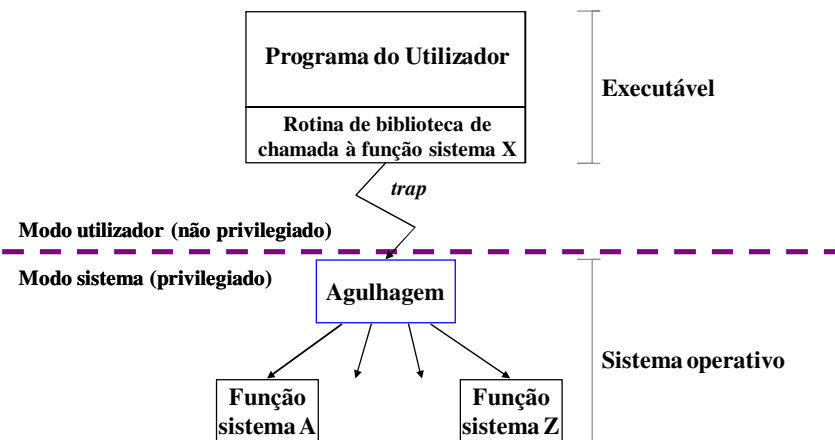 Programa do Utilizador
Executável
Rotina de biblioteca de
chamada à função sistema X
trap
Modo utilizador (não privilegiado)
Modo sistema (privilegiado)
Agulhagem
Sistema operativo
Função
sistema A
Função
sistema Z